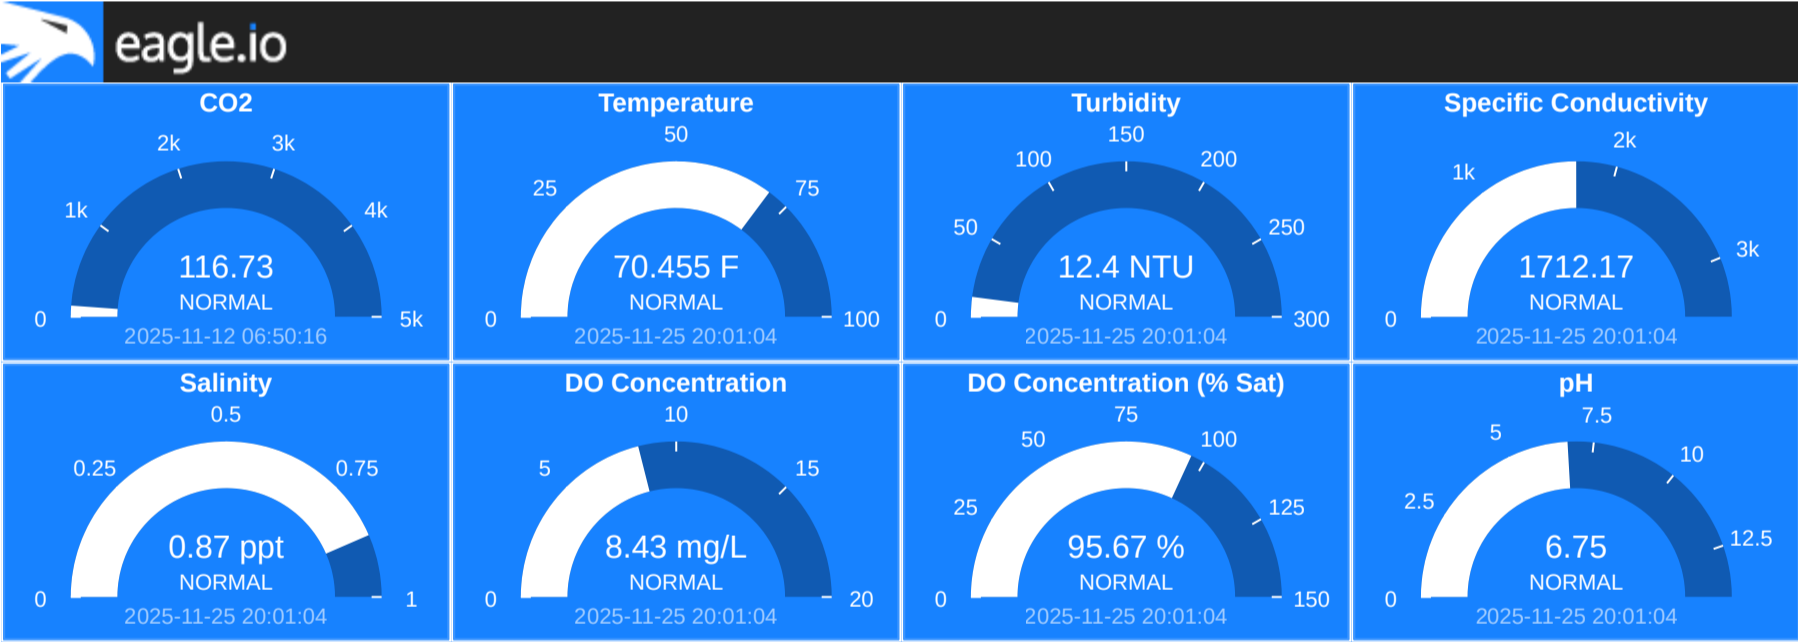 eagle.io
CO2
0
1k
2k
3k
4k
5k
116.73
NORMAL
2025-11-12 06:50:16
Temperature
0
25
50
75
100
70.455 F
NORMAL
2025-11-25 20:01:04
Turbidity
0
50
100
150
200
250
300
12.4 NTU
NORMAL
2025-11-25 20:01:04
Specific Conductivity
0
1k
2k
3k
1712.17
NORMAL
2025-11-25 20:01:04
Salinity
0
0.25
0.5
0.75
1
0.87 ppt
NORMAL
2025-11-25 20:01:04
DO Concentration
0
5
10
15
20
8.43 mg/L
NORMAL
2025-11-25 20:01:04
DO Concentration (% Sat)
0
25
50
75
100
125
150
95.67 %
NORMAL
2025-11-25 20:01:04
pH
0
2.5
5
7.5
10
12.5
6.75
NORMAL
2025-11-25 20:01:04